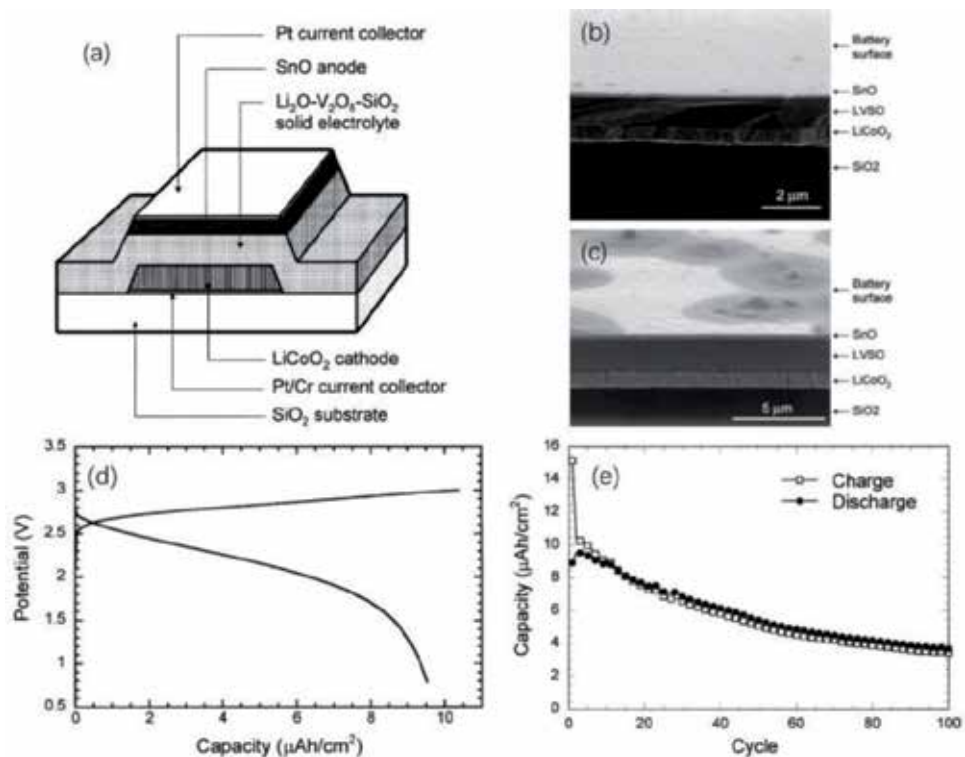 (a)
Pt current collector
SnO anode
Li₂O-V₂O₅-SiO₂
solid electrolyte
LiCoO₂ cathode
Pt/Cr current collector
SiO₂ substrate
(b)
Battery
surface
SnO
LVSO
LiCoO₂
SiO2
2 μm
(c)
Battery
surface
SnO
LVSO
LiCoO₂
SiO2
5 μm
(d)
3.5
3.0
2.5
2.0
1.5
1
0.5
Potential (V)
0 2 4 6 8 10
Capacity (μAh/cm²)
(e)
Charge
Discharge
16
14
12
10
8
6
4
2
0
Capacity (μAh/cm²)
0 20 40 60 80 100
Cycle